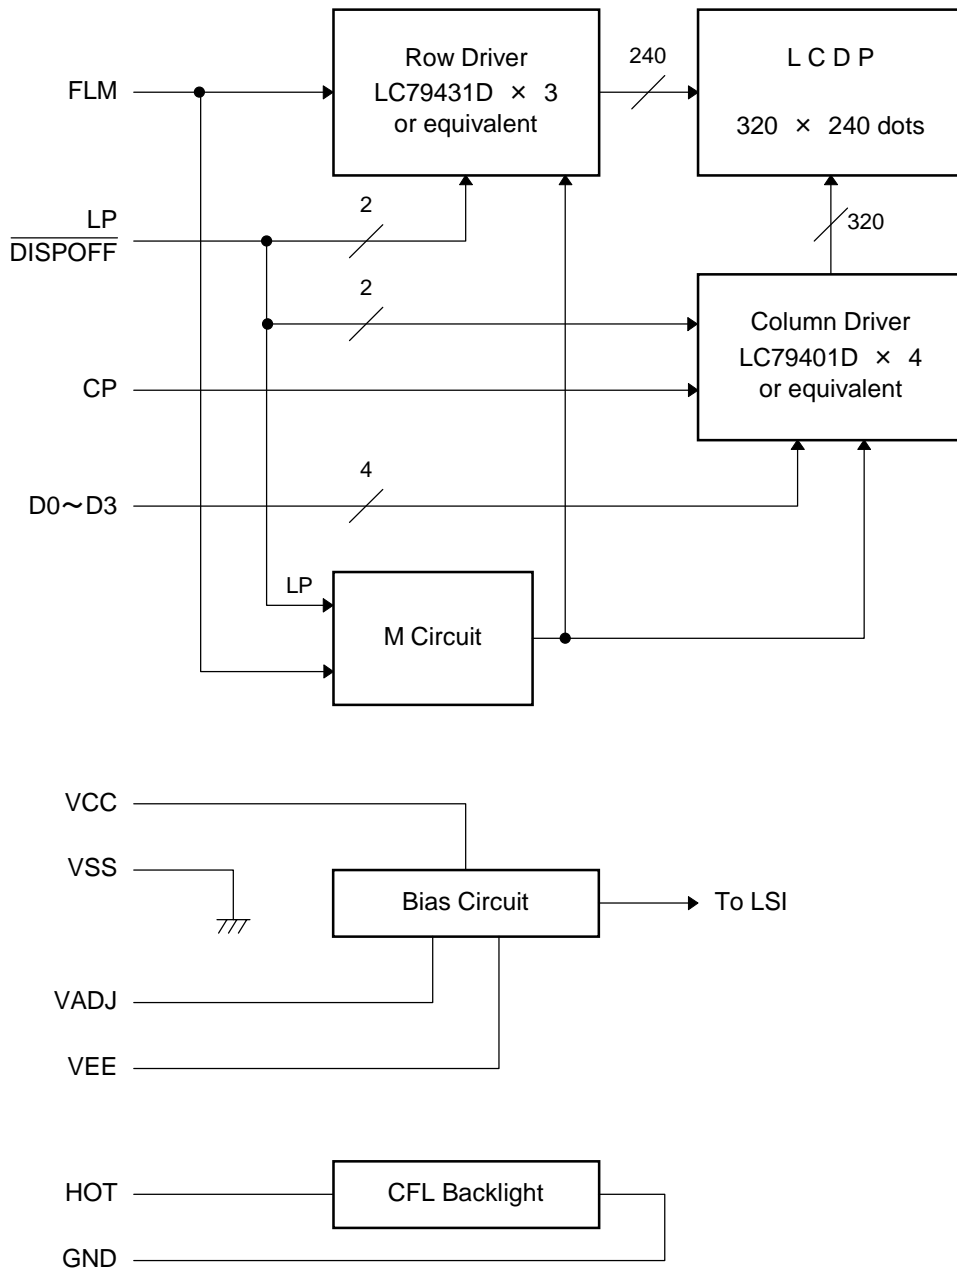 Row Driver
LC79431D × 3
or equivalent
240
L C D P
320 × 240 dots
FLM
LP
DISPOFF
2
320
2
Column Driver
LC79401D × 4
or equivalent
CP
4
D0～D3
LP
M Circuit
VCC
VSS
Bias Circuit
To LSI
VADJ
VEE
HOT
CFL Backlight
GND